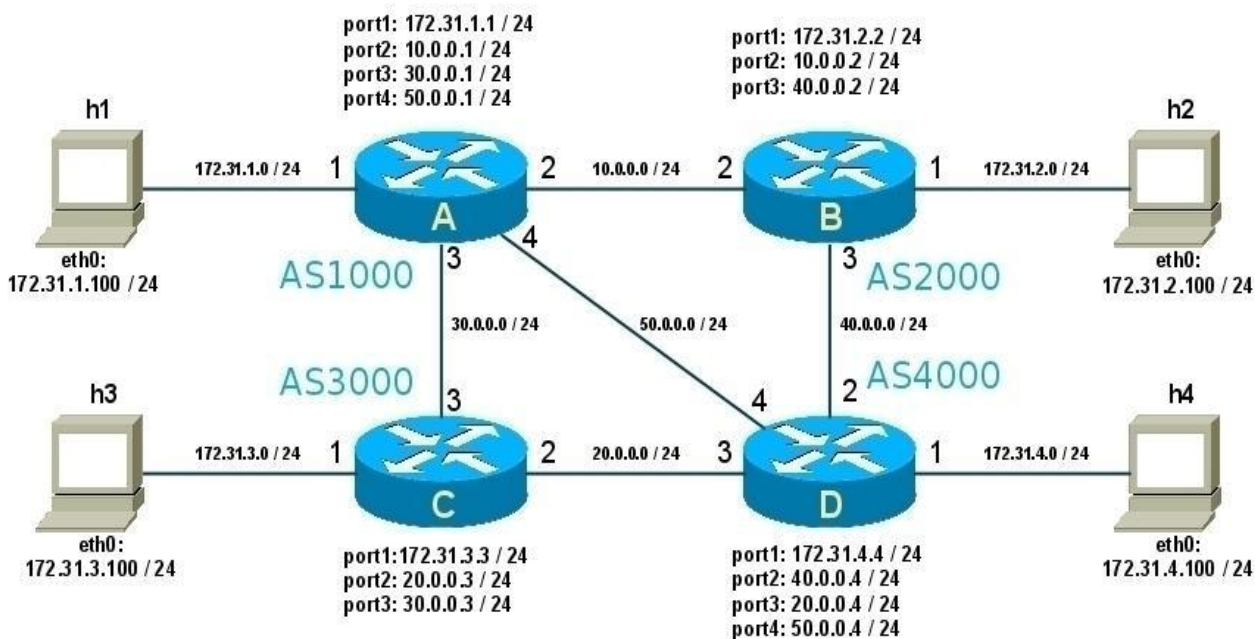 port1: 172.31.1.1 / 24
port2: 10.0.0.1 / 24
port3: 30.0.0.1 / 24
port4: 50.0.0.1 / 24
port1: 172.31.2.2 / 24
port2: 10.0.0.2 / 24
port3: 40.0.0.2 / 24
h1
h2
172.31.1.0 / 24
1
2
10.0.0.0 / 24
2
1
172.31.2.0 / 24
A
B
4
3
3
eth0:
172.31.1.100 / 24
AS1000
AS2000
eth0:
172.31.2.100 / 24
30.0.0.0 / 24
50.0.0.0 / 24
40.0.0.0 / 24
AS3000
AS4000
h3
h4
3
4
2
172.31.3.0 / 24
1
2
20.0.0.0 / 24
3
1
172.31.4.0 / 24
C
D
eth0:
172.31.3.100 / 24
port1:172.31.3.3 / 24
port2: 20.0.0.3 / 24
port3: 30.0.0.3 / 24
port1: 172.31.4.4 / 24
port2: 40.0.0.4 / 24
port3: 20.0.0.4 / 24
port4: 50.0.0.4 / 24
eth0:
172.31.4.100 / 24